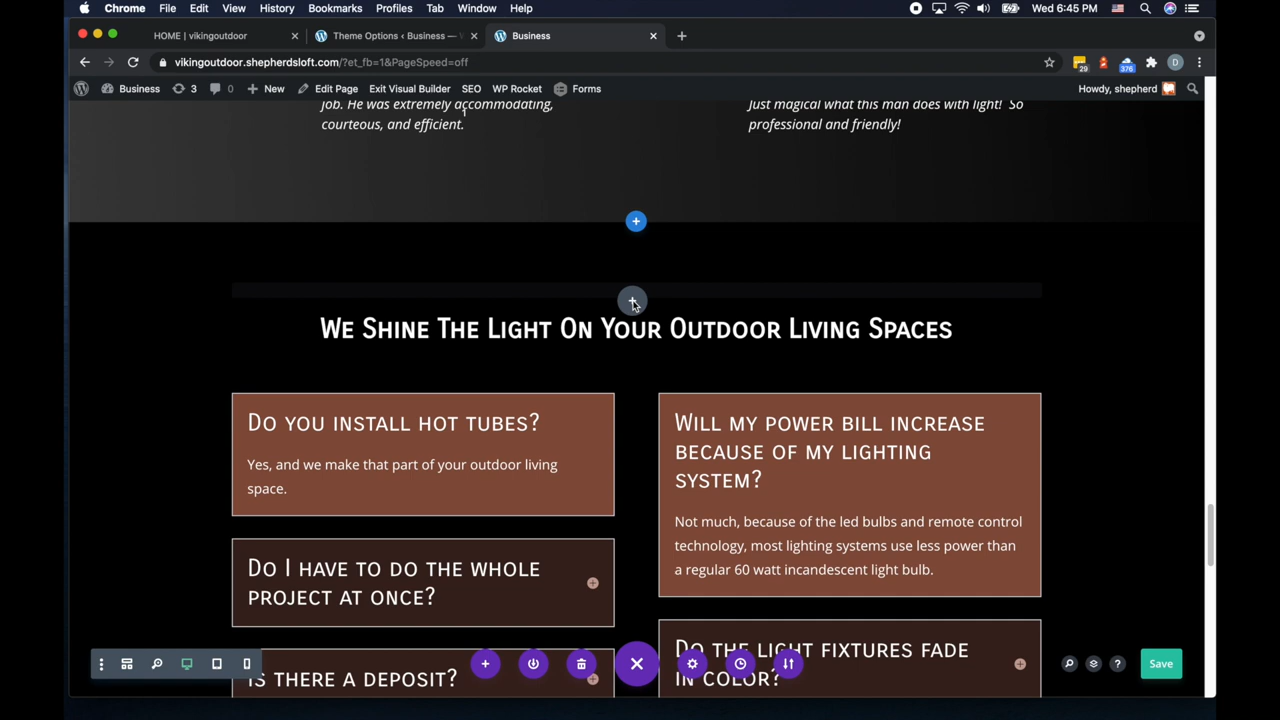 Chrome File Edit View History Bookmarks Profiles Tab Window Help
Wed 6:45 PM
HOME | vikingoutdoor
Theme Options ‹ Business —
Business
vikingoutdoor.shepherdsloft.com/?et_fb=1&PageSpeed=off
29
376
D
Business 3 0 New Edit Page Exit Visual Builder SEO WP Rocket Forms
Howdy, shepherd
job. He was extremely accommodating,
courteous, and efficient.
Just magical what this man does with light! So
professional and friendly!
We Shine The Light On Your Outdoor Living Spaces
Do you install hot tubes?
Yes, and we make that part of your outdoor living
space.
Do I have to do the whole
project at once?
Is there a deposit?
Will my power bill increase
because of my lighting
system?
Not much, because of the led bulbs and remote control
technology, most lighting systems use less power than
a regular 60 watt incandescent light bulb.
Do the light fixtures fade
in color?
Save